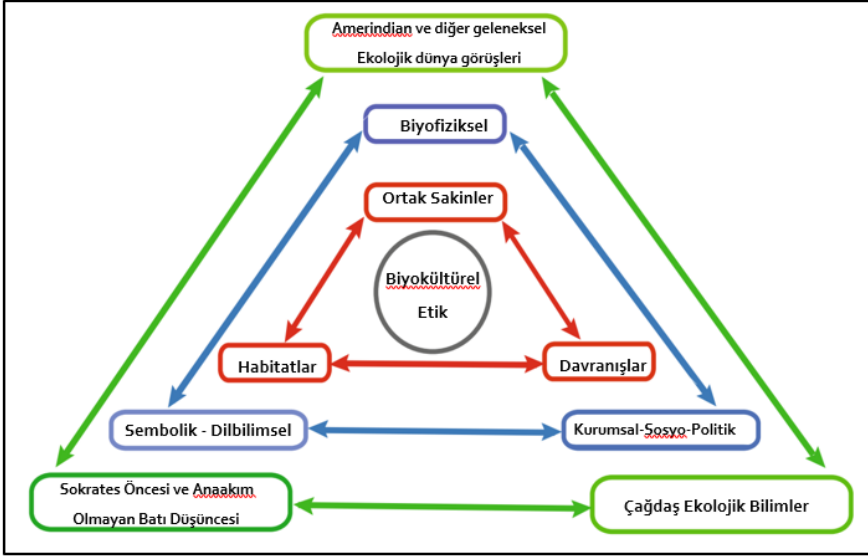 Amerindian ve diğer geleneksel
Ekolojik dünya görüşleri
Biyofiziksel
Ortak Sakinler
Biyokültürel
Etik
Habitatlar
Davranışlar
Sembolik - Dilbilimsel
Kurumsal-Sosyo-Politik
Sokrates Öncesi ve Anaakım
Olmayan Batı Düşüncesi
Çağdaş Ekolojik Bilimler